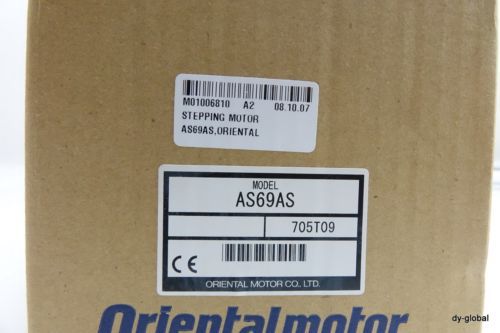 M01006810 A2 08.10.07
STEPPING MOTOR
AS69AS,ORIENTAL
MODEL
AS69AS
705T09
CE
ORIENTAL MOTOR CO., LTD.
Orientalmotor
dy-global